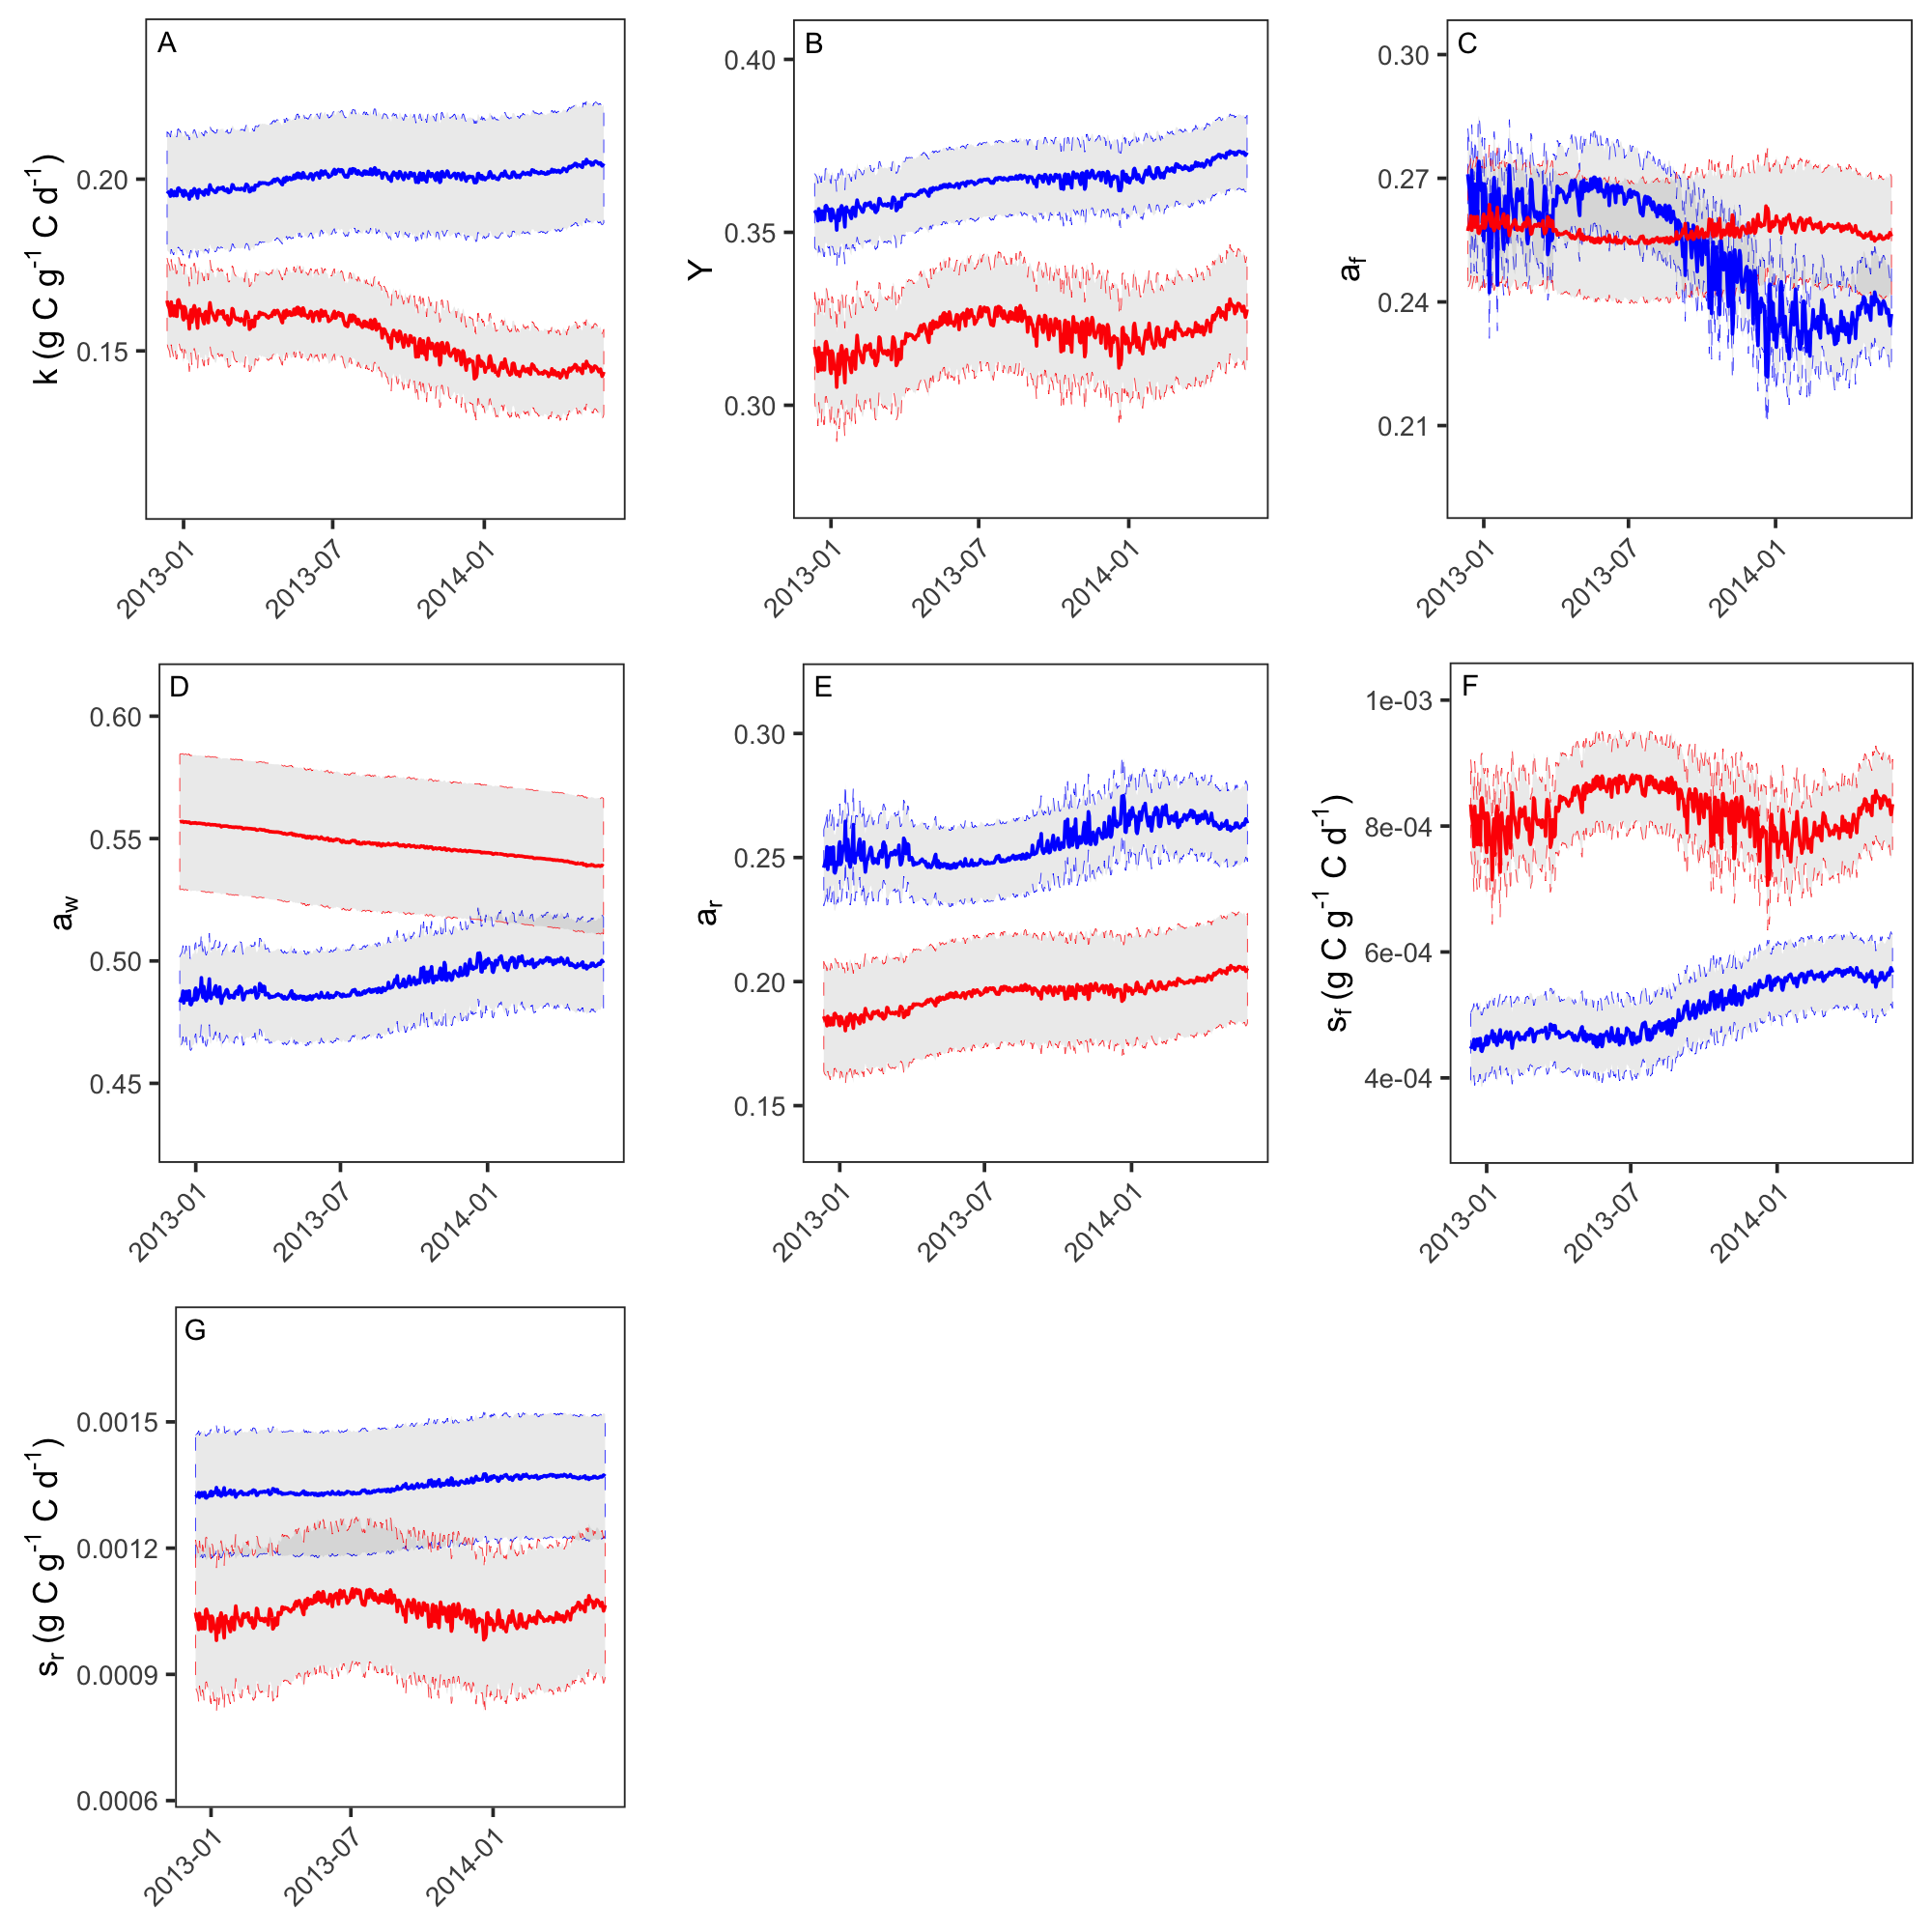 A
k (g C g-1 C d-1)
0.20
0.15
2013-01
2013-07
2014-01
B
Y
0.40
0.35
0.30
2013-01
2013-07
2014-01
C
af
0.30
0.27
0.24
0.21
2013-01
2013-07
2014-01
D
aw
0.60
0.55
0.50
0.45
2013-01
2013-07
2014-01
E
ar
0.30
0.25
0.20
0.15
2013-01
2013-07
2014-01
F
sf (g C g-1 C d-1)
1e-03
8e-04
6e-04
4e-04
2013-01
2013-07
2014-01
G
sr (g C g-1 C d-1)
0.0015
0.0012
0.0009
0.0006
2013-01
2013-07
2014-01